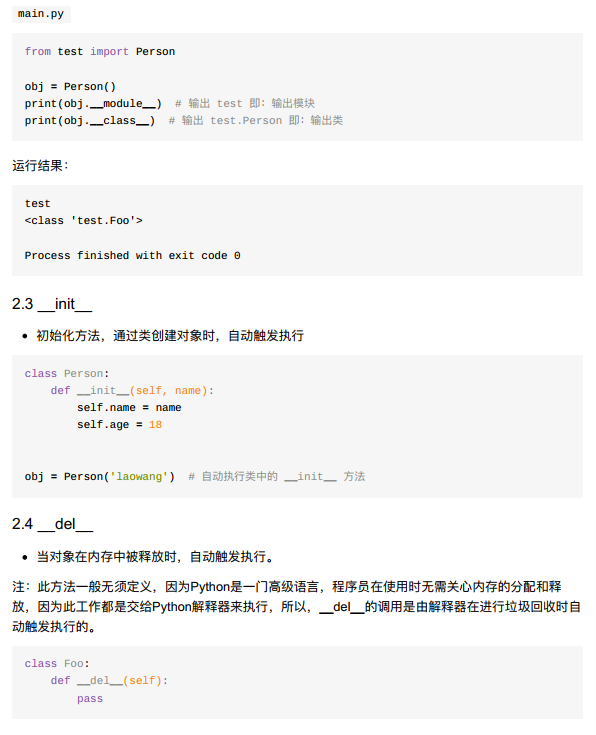 main.py
from test import Person
obj = Person()
print(obj.__module__)  # 输出 test 即：输出模块
print(obj.__class__)  # 输出 test.Person 即：输出类
运行结果：
test
<class 'test.Foo'>
Process finished with exit code 0
2.3 __init__
• 初始化方法，通过类创建对象时，自动触发执行
class Person:
    def __init__(self, name):
        self.name = name
        self.age = 18
obj = Person('laowang')  # 自动执行类中的 __init__ 方法
2.4 __del__
• 当对象在内存中被释放时，自动触发执行。
注：此方法一般无须定义，因为Python是一门高级语言，程序员在使用时无需关心内存的分配和释
放，因为此工作都是交给Python解释器来执行，所以，__del__的调用是由解释器在进行垃圾回收时自
动触发执行的。
class Foo:
    def __del__(self):
        pass